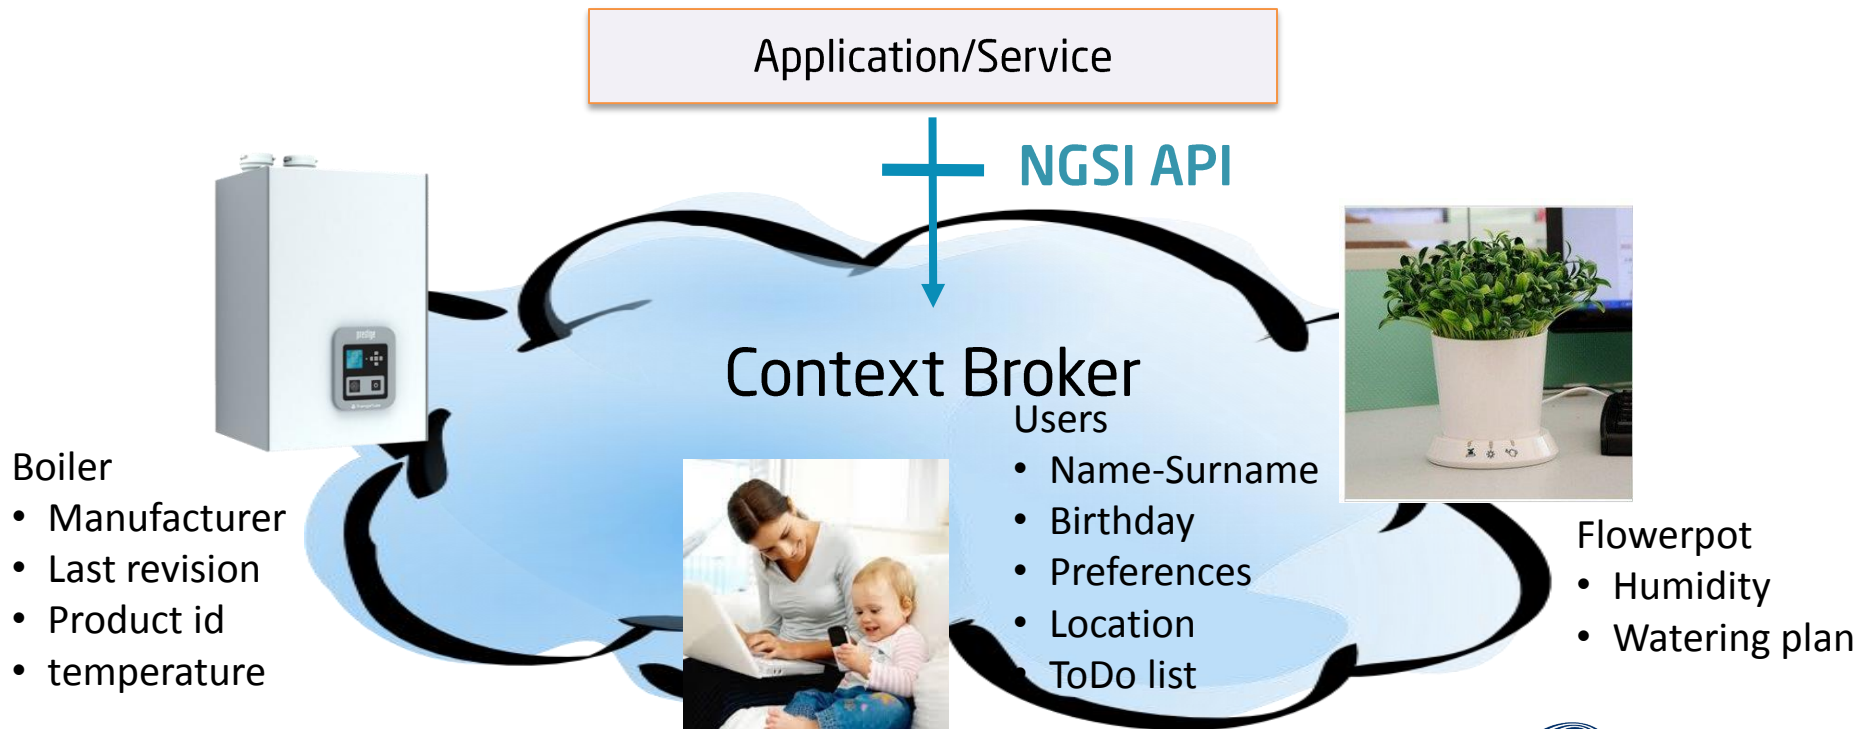 Application/Service
NGSI API
prestige
Context Broker
Users
• Name-Surname
• Birthday
• Preferences
• Location
• ToDo list
Boiler
• Manufacturer
• Last revision
• Product id
• temperature
Flowerpot
• Humidity
• Watering plan